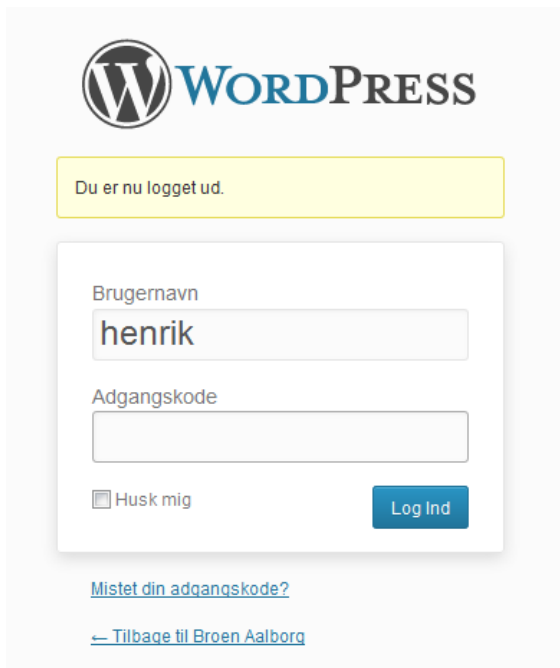 WORDPRESS
Du er nu logget ud.
Brugernavn
henrik
Adgangskode
Husk mig
Log Ind
Mistet din adgangskode?
← Tilbage til Broen Aalborg